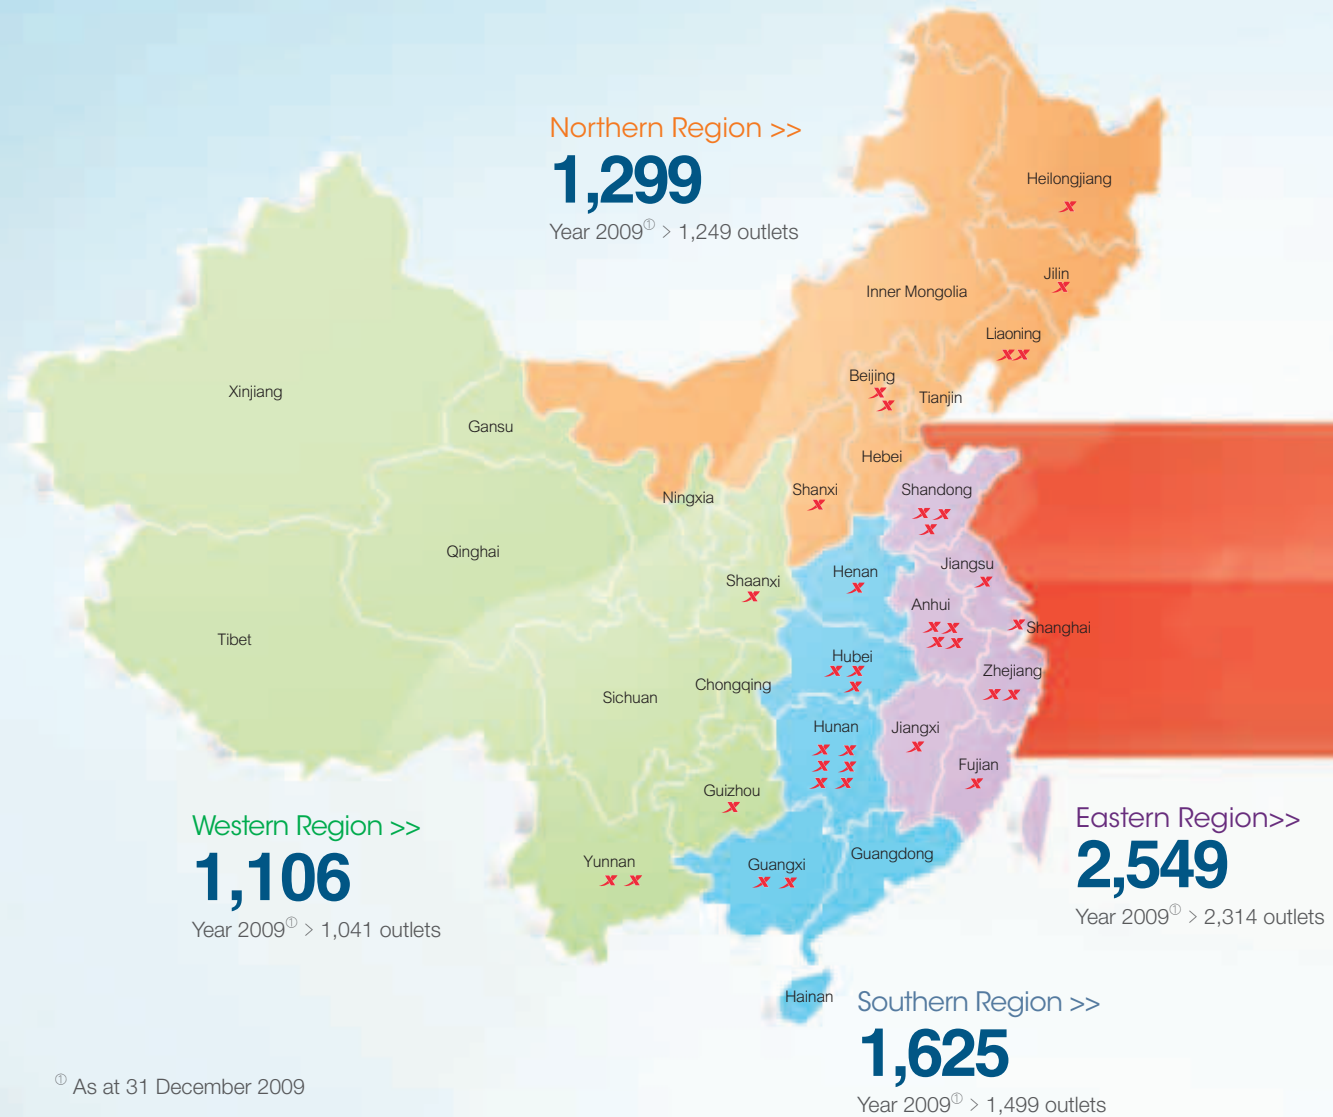 Northern Region >>
1,299
Year 2009① > 1,249 outlets
Heilongjiang
Jilin
Inner Mongolia
Liaoning
Beijing
Tianjin
Xinjiang
Gansu
Hebei
Ningxia
Shanxi
Shandong
Qinghai
Shaanxi
Henan
Jiangsu
Anhui
Tibet
Shanghai
Hubei
Zhejiang
Sichuan
Chongqing
Hunan
Jiangxi
Fujian
Guizhou
Western Region >>
1,106
Year 2009① > 1,041 outlets
Yunnan
Guangxi
Guangdong
Eastern Region>>
2,549
Year 2009① > 2,314 outlets
Hainan
Southern Region >>
1,625
Year 2009① > 1,499 outlets
① As at 31 December 2009